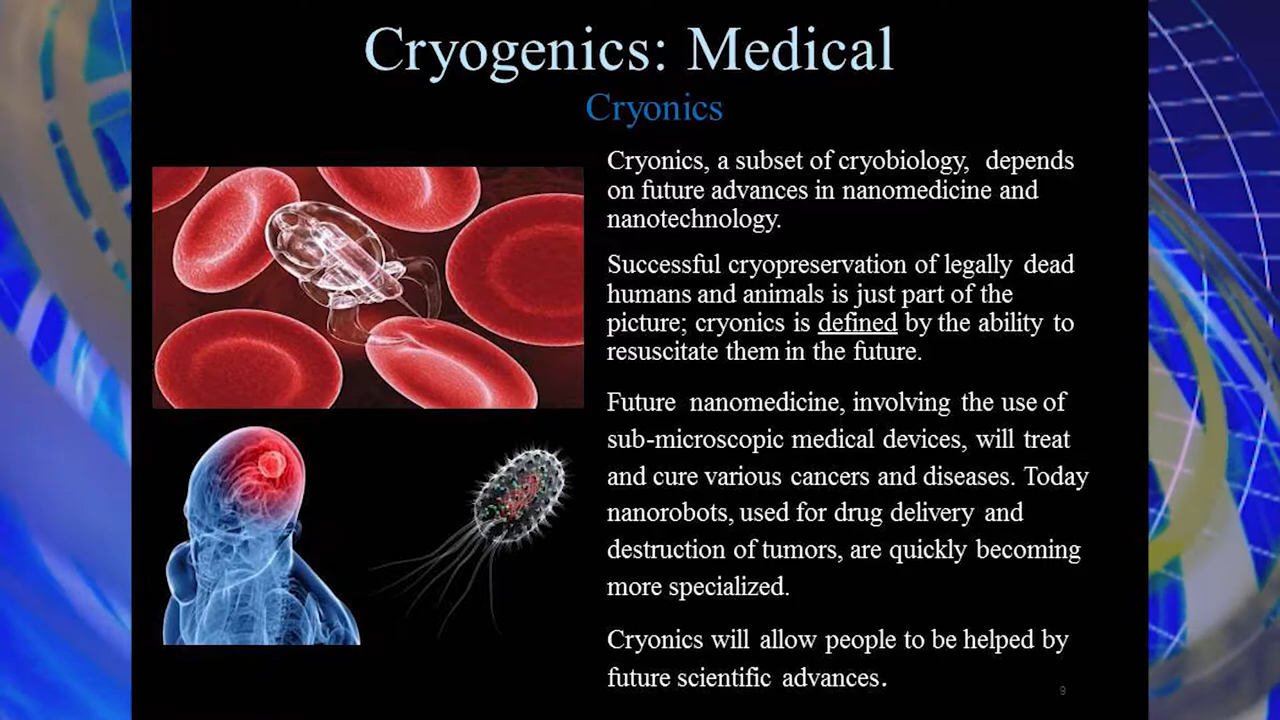 Cryogenics: Medical
Cryonics
Cryonics, a subset of cryobiology, depends
on future advances in nanomedicine and
nanotechnology.
Successful cryopreservation of legally dead
humans and animals is just part of the
picture; cryonics is defined by the ability to
resuscitate them in the future.
Future nanomedicine, involving the use of
sub-microscopic medical devices, will treat
and cure various cancers and diseases. Today
nanorobots, used for drug delivery and
destruction of tumors, are quickly becoming
more specialized.
Cryonics will allow people to be helped by
future scientific advances.
9